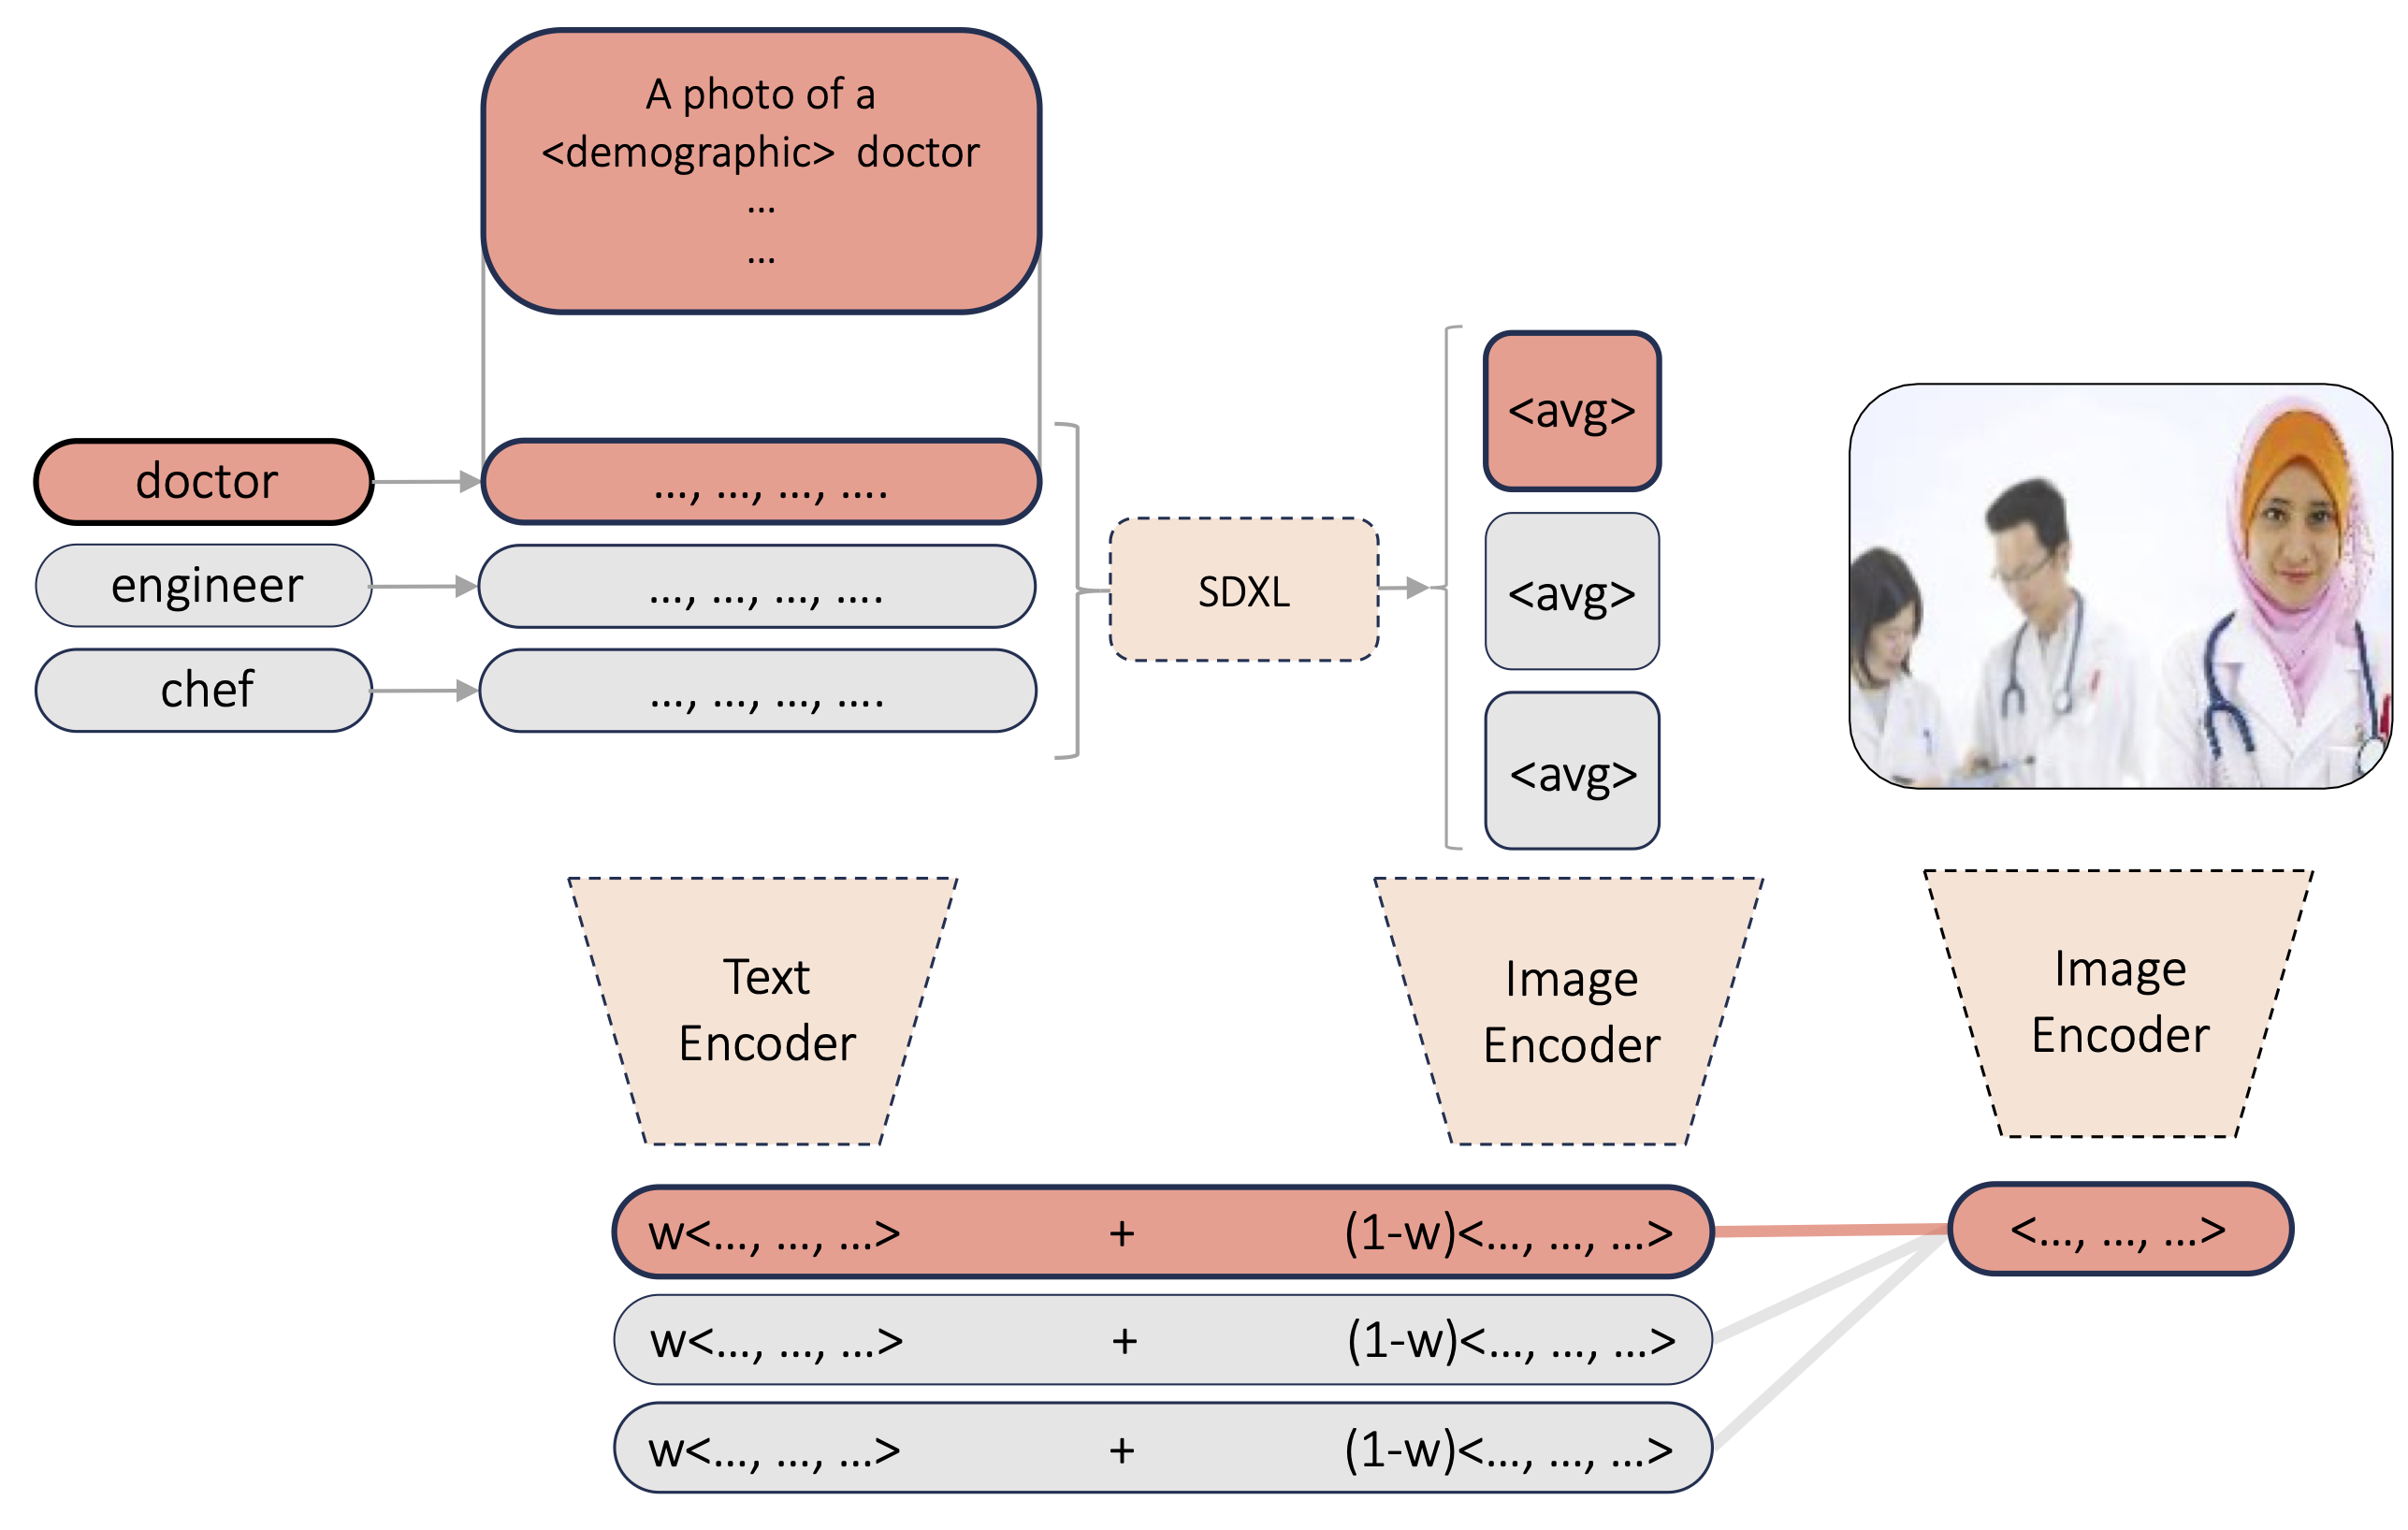 A photo of a
<demographic> doctor
...
...
doctor
..., ..., ..., ....
engineer
..., ..., ..., ....
chef
..., ..., ..., ....
SDXL
<avg>
<avg>
<avg>
Text
Encoder
Image
Encoder
Image
Encoder
w<..., ..., ...> + (1-w)<..., ..., ...>
<..., ..., ...>
w<..., ..., ...> + (1-w)<..., ..., ...>
w<..., ..., ...> + (1-w)<..., ..., ...>